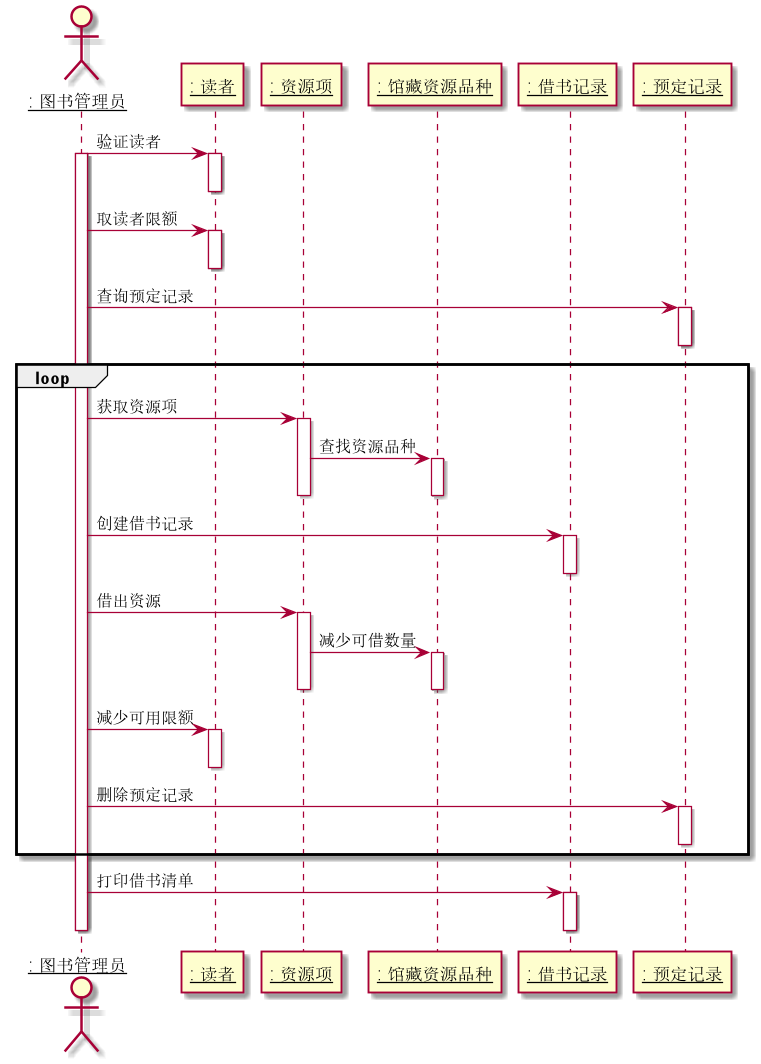 : 图书管理员
: 读者
: 资源项
: 馆藏资源品种
: 借书记录
: 预定记录
验证读者
取读者限额
查询预定记录
loop
获取资源项
查找资源品种
创建借书记录
借出资源
减少可借数量
减少可用限额
删除预定记录
打印借书清单
: 图书管理员
: 读者
: 资源项
: 馆藏资源品种
: 借书记录
: 预定记录